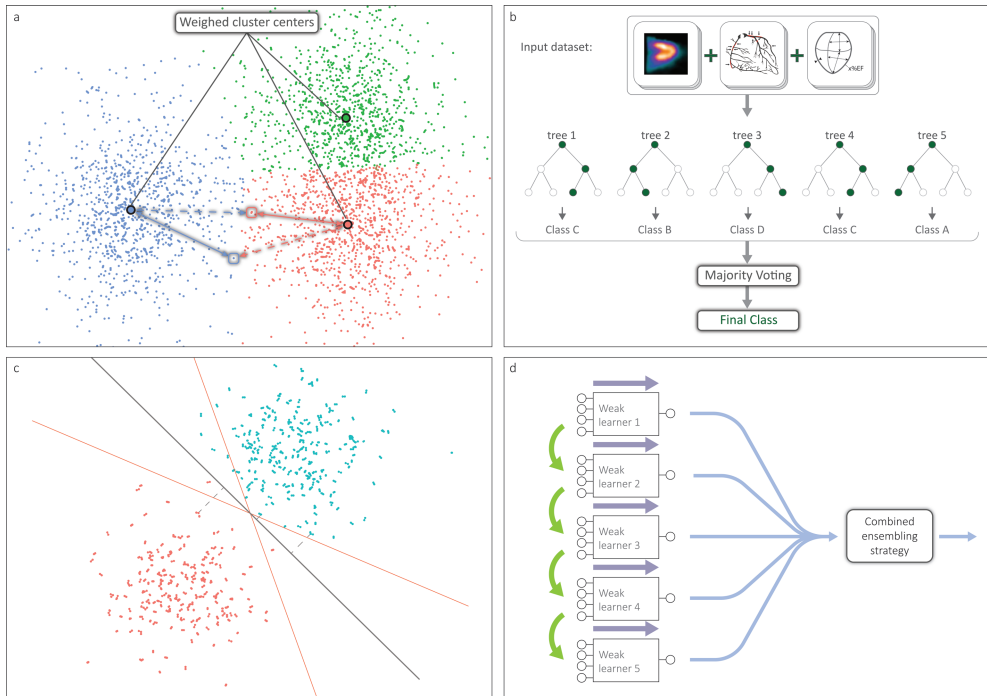 a
Weighed cluster centers
b
Input dataset:
x%EF
tree 1
tree 2
tree 3
tree 4
tree 5
Class C
Class B
Class D
Class C
Class A
Majority Voting
Final Class
c
d
Weak
learner 1
Weak
learner 2
Weak
learner 3
Weak
learner 4
Weak
learner 5
Combined
ensembling
strategy